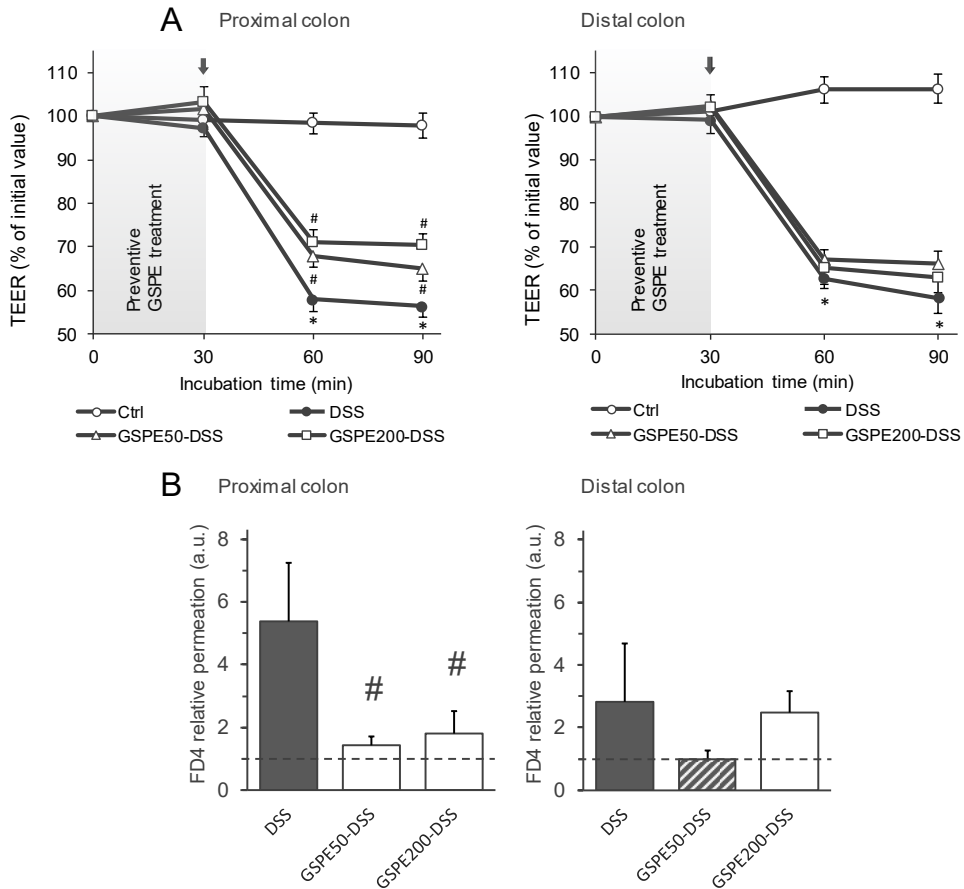 A Proximal colon
Distal colon
TEER (% of initial value)
110
100
90
80
70
60
50
Preventive
GSPE treatment
#
#
#
#
*
*
0 30 60 90
Incubation time (min)
Ctrl DSS
GSPE50-DSS GSPE200-DSS
TEER (% of initial value)
110
100
90
80
70
60
50
Preventive
GSPE treatment
*
*
0 30 60 90
Incubation time (min)
Ctrl DSS
GSPE50-DSS GSPE200-DSS
B Proximal colon
Distal colon
FD4 relative permeation (a.u.)
8
6
4
2
0
#
#
DSS
GSPE50-DSS
GSPE200-DSS
FD4 relative permeation (a.u.)
8
6
4
2
0
DSS
GSPE50-DSS
GSPE200-DSS